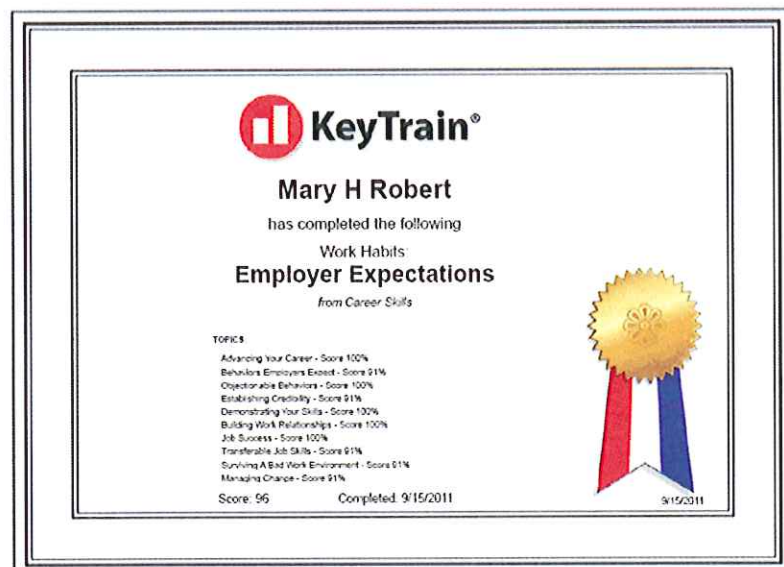 KeyTrain®
Mary H Robert
has completed the following
Work Habits:
Employer Expectations
from Career Skills
TOPICS
Advancing Your Career - Score 100%
Behaviors Employers Expect - Score 91%
Objectionable Behaviors - Score 100%
Establishing Credibility - Score 91%
Demonstrating Your Skills - Score 100%
Building Work Relationships - Score 100%
Job Success - Score 100%
Transferable Job Skills - Score 91%
Surviving A Bad Work Environment - Score 91%
Managing Change - Score 91%
Score: 96 Completed: 9/15/2011 9/15/2011